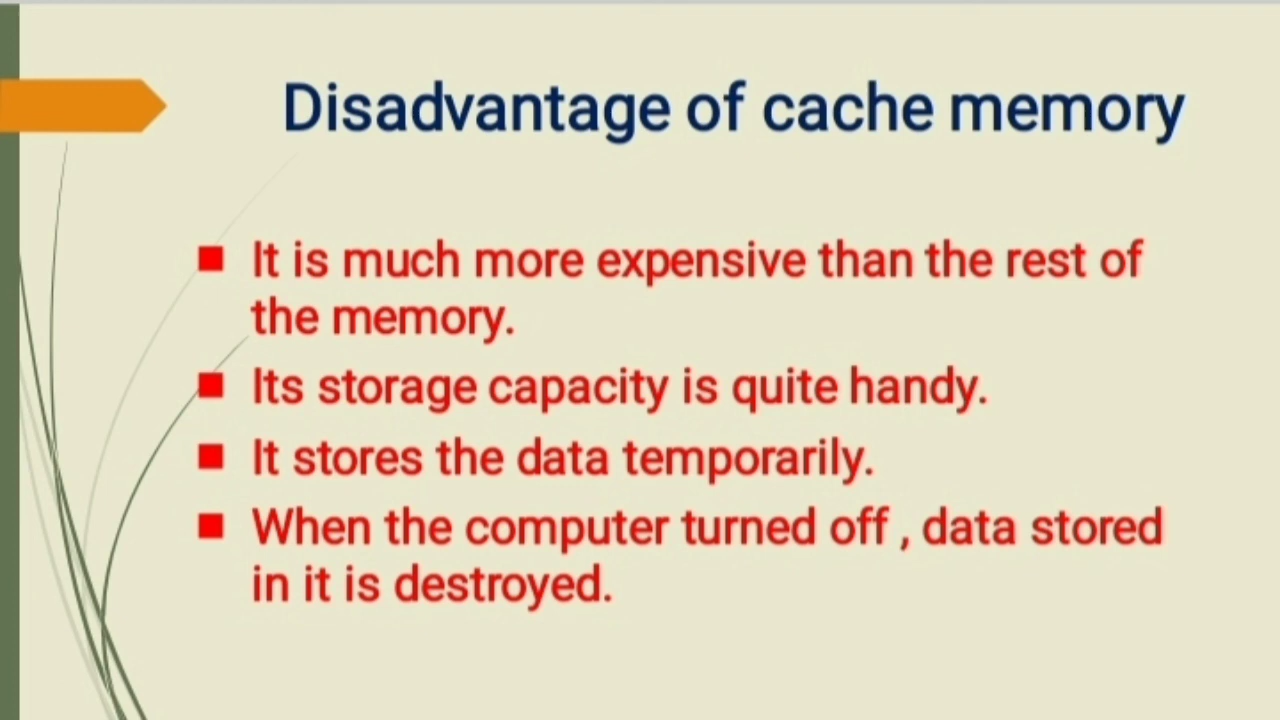 Disadvantage of cache memory
It is much more expensive than the rest of
the memory.
Its storage capacity is quite handy.
It stores the data temporarily.
When the computer turned off , data stored
in it is destroyed.